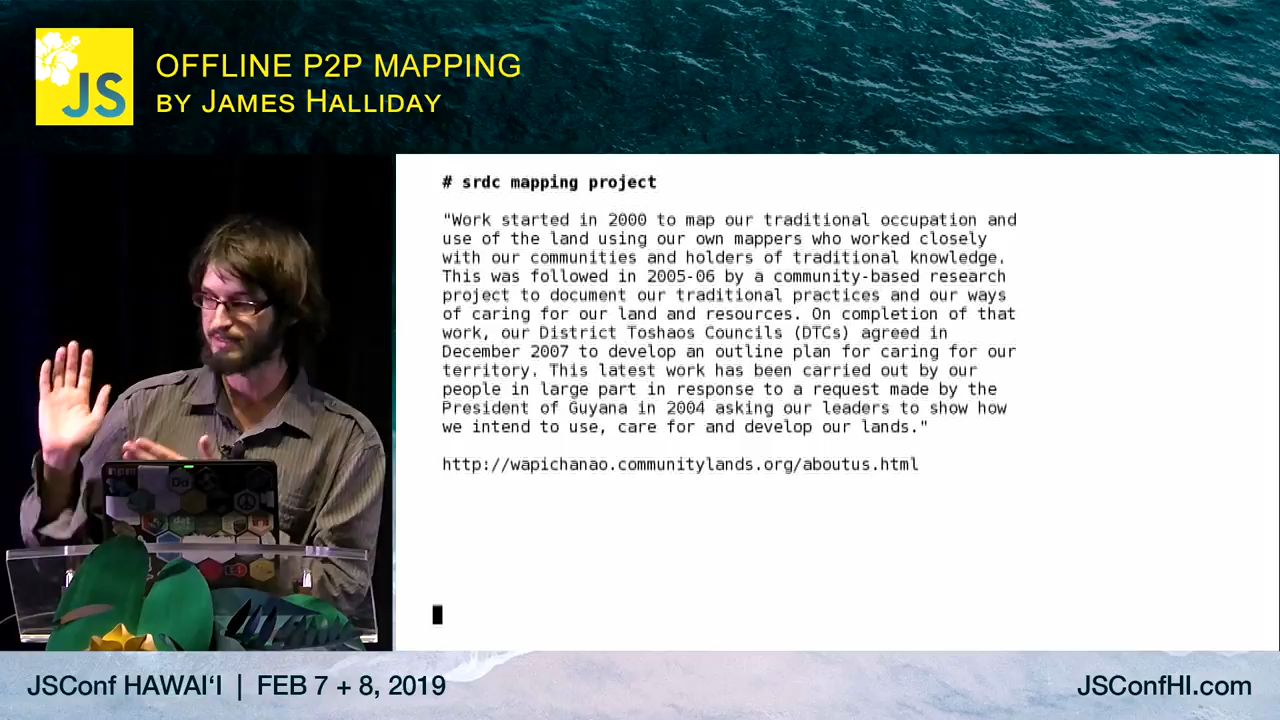 JS
OFFLINE P2P MAPPING
BY JAMES HALLIDAY
# srdc mapping project
"Work started in 2000 to map our traditional occupation and
use of the land using our own mappers who worked closely
with our communities and holders of traditional knowledge.
This was followed in 2005-06 by a community-based research
project to document our traditional practices and our ways
of caring for our land and resources. On completion of that
work, our District Toshaos Councils (DTCs) agreed in
December 2007 to develop an outline plan for caring for our
territory. This latest work has been carried out by our
people in large part in response to a request made by the
President of Guyana in 2004 asking our leaders to show how
we intend to use, care for and develop our lands."
http://wapichanao.communitylands.org/aboutus.html
JSConf HAWAIʻI | FEB 7 + 8, 2019
JSConfHI.com